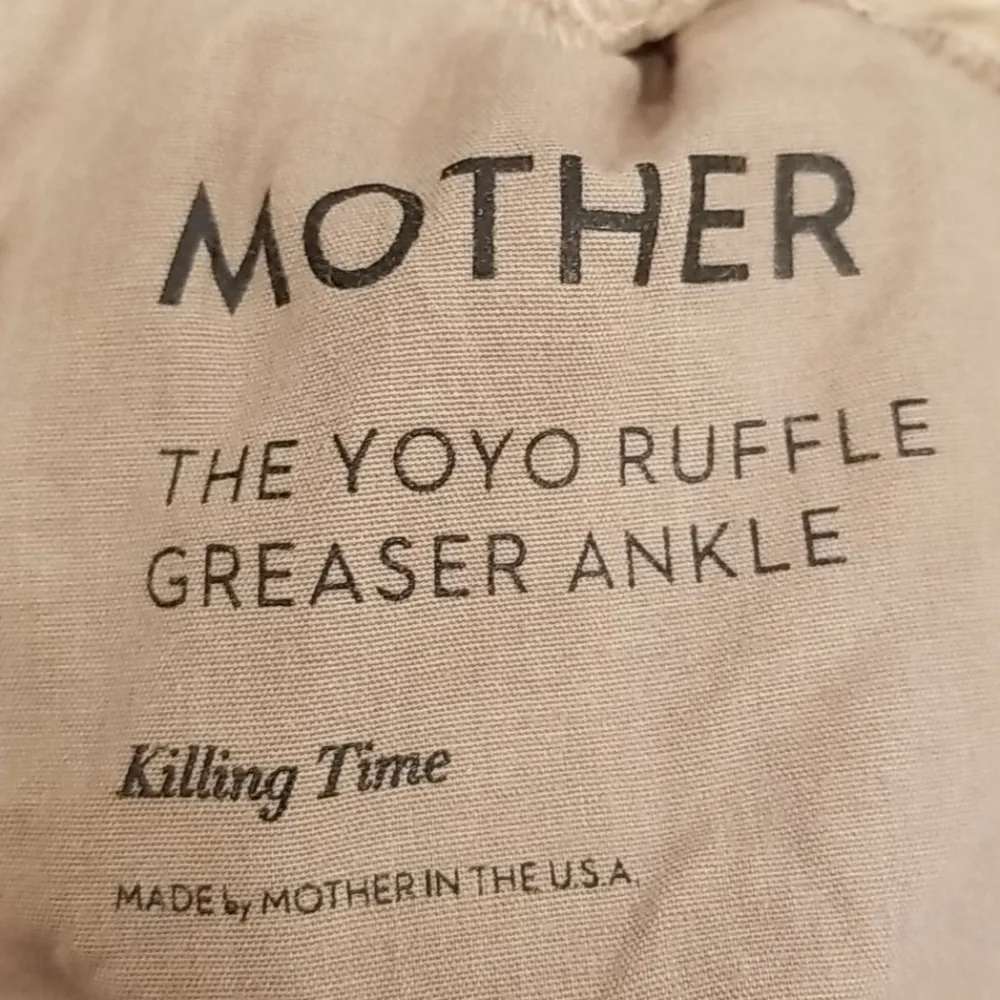 MOTHER
THE YOYO RUFFLE
GREASER ANKLE
Killing Time
MADE by MOTHER IN THE U.S.A.